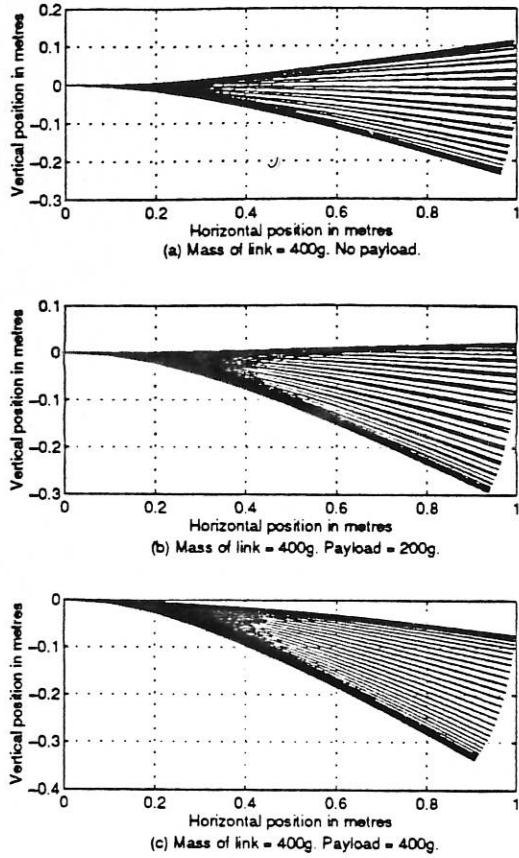 0.2
0.1
0
−0.1
−0.2
−0.3
Vertical position in metres
0 0.2 0.4 0.6 0.8 1
Horizontal position in metres
(a) Mass of link = 400g. No payload.
0.1
0
−0.1
−0.2
−0.3
Vertical position in metres
0 0.2 0.4 0.6 0.8 1
Horizontal position in metres
(b) Mass of link = 400g. Payload = 200g.
0
−0.1
−0.2
−0.3
−0.4
Vertical position in metres
0 0.2 0.4 0.6 0.8 1
Horizontal position in metres
(c) Mass of link = 400g. Payload = 400g.